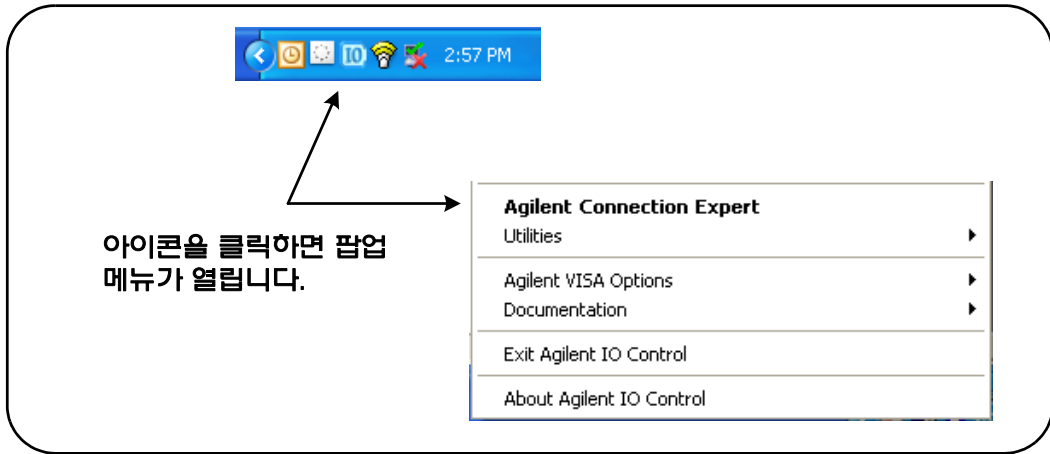 IO 2:57 PM
아이콘을 클릭하면 팝업
메뉴가 열립니다.
Agilent Connection Expert
Utilities
Agilent VISA Options
Documentation
Exit Agilent IO Control
About Agilent IO Control